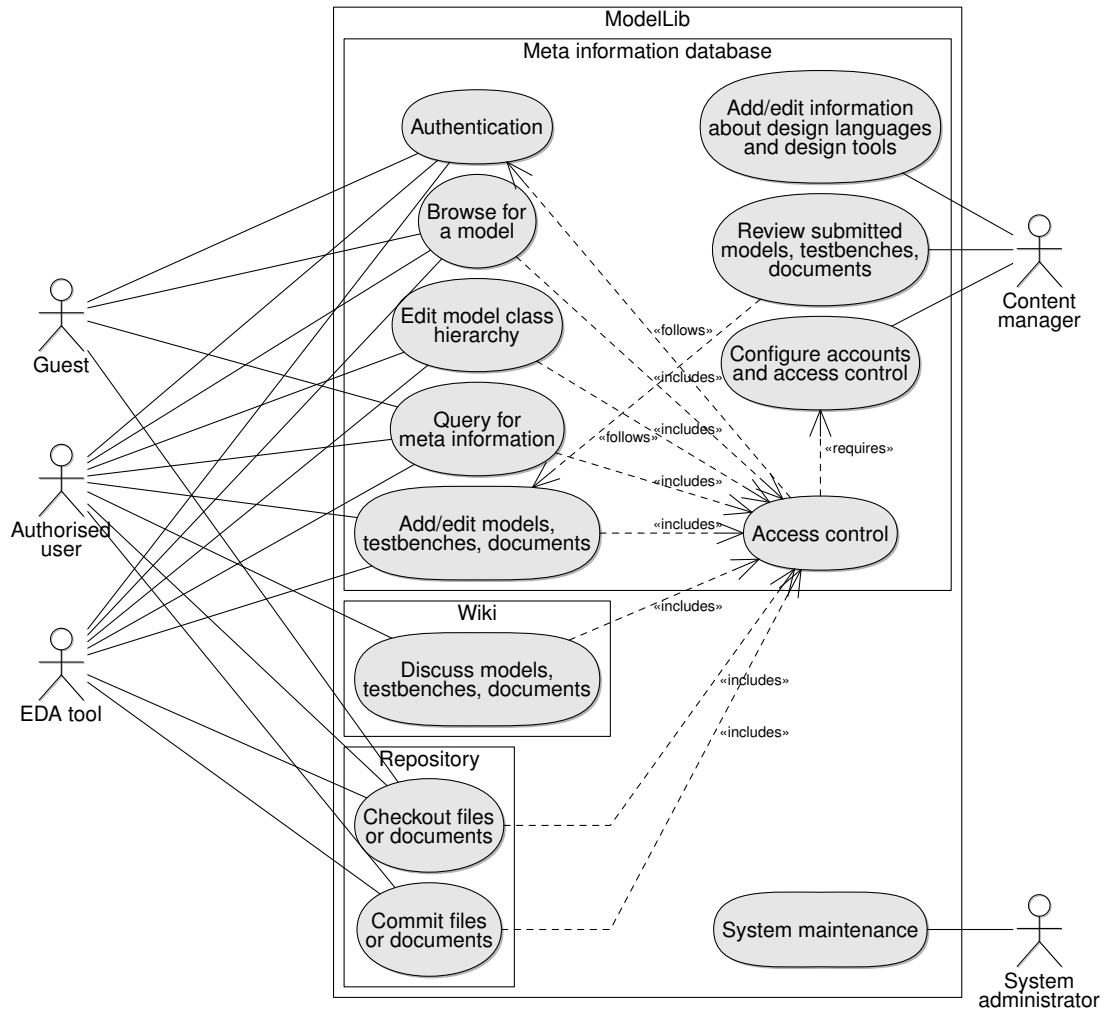 ModelLib
Meta information database
Authentication
Add/edit information
about design languages
and design tools
Browse for
a model
Review submitted
models, testbenches,
documents
Content
manager
Guest
Edit model class
hierarchy
«follows»
Configure accounts
and access control
«includes»
Query for
meta information
«includes»
«follows»
«requires»
«includes»
Authorised
user
Add/edit models,
testbenches, documents
«includes»
Access control
Wiki
«includes»
Discuss models,
testbenches, documents
«includes»
EDA tool
«includes»
Repository
Checkout files
or documents
Commit files
or documents
System maintenance
System
administrator